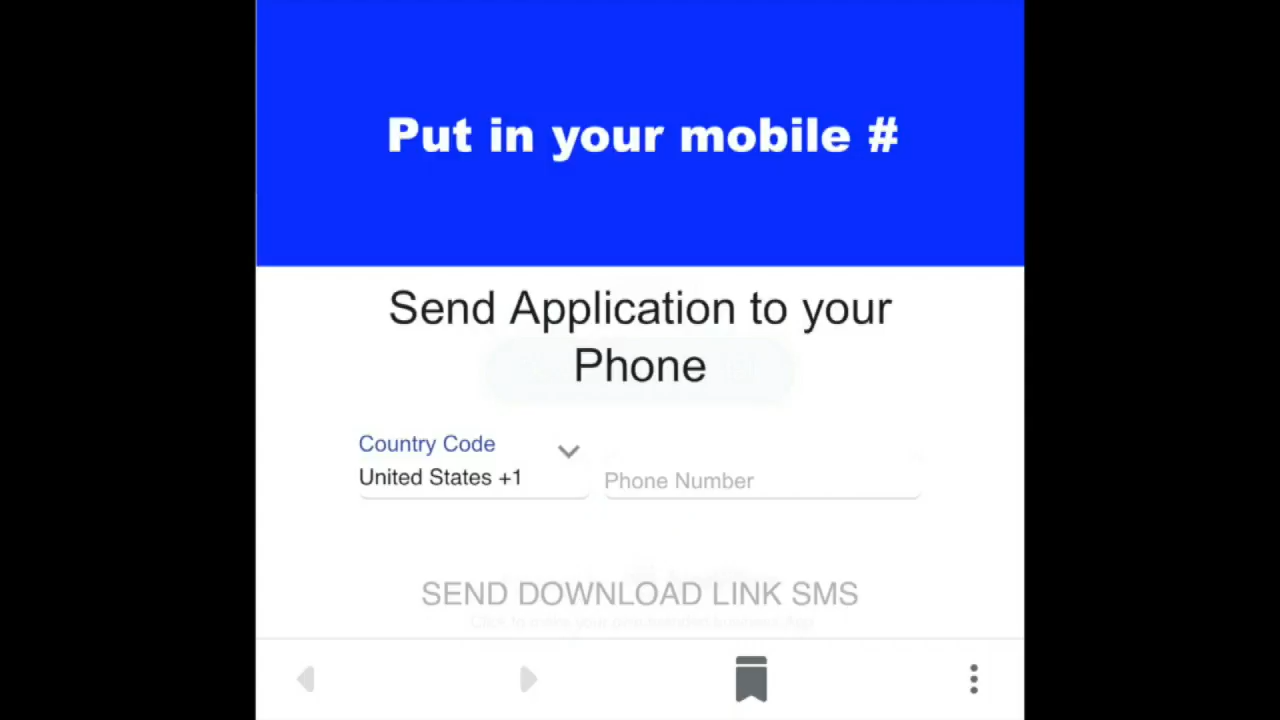 Put in your mobile #
Send Application to your
Phone
Country Code
United States +1
Phone Number
SEND DOWNLOAD LINK SMS